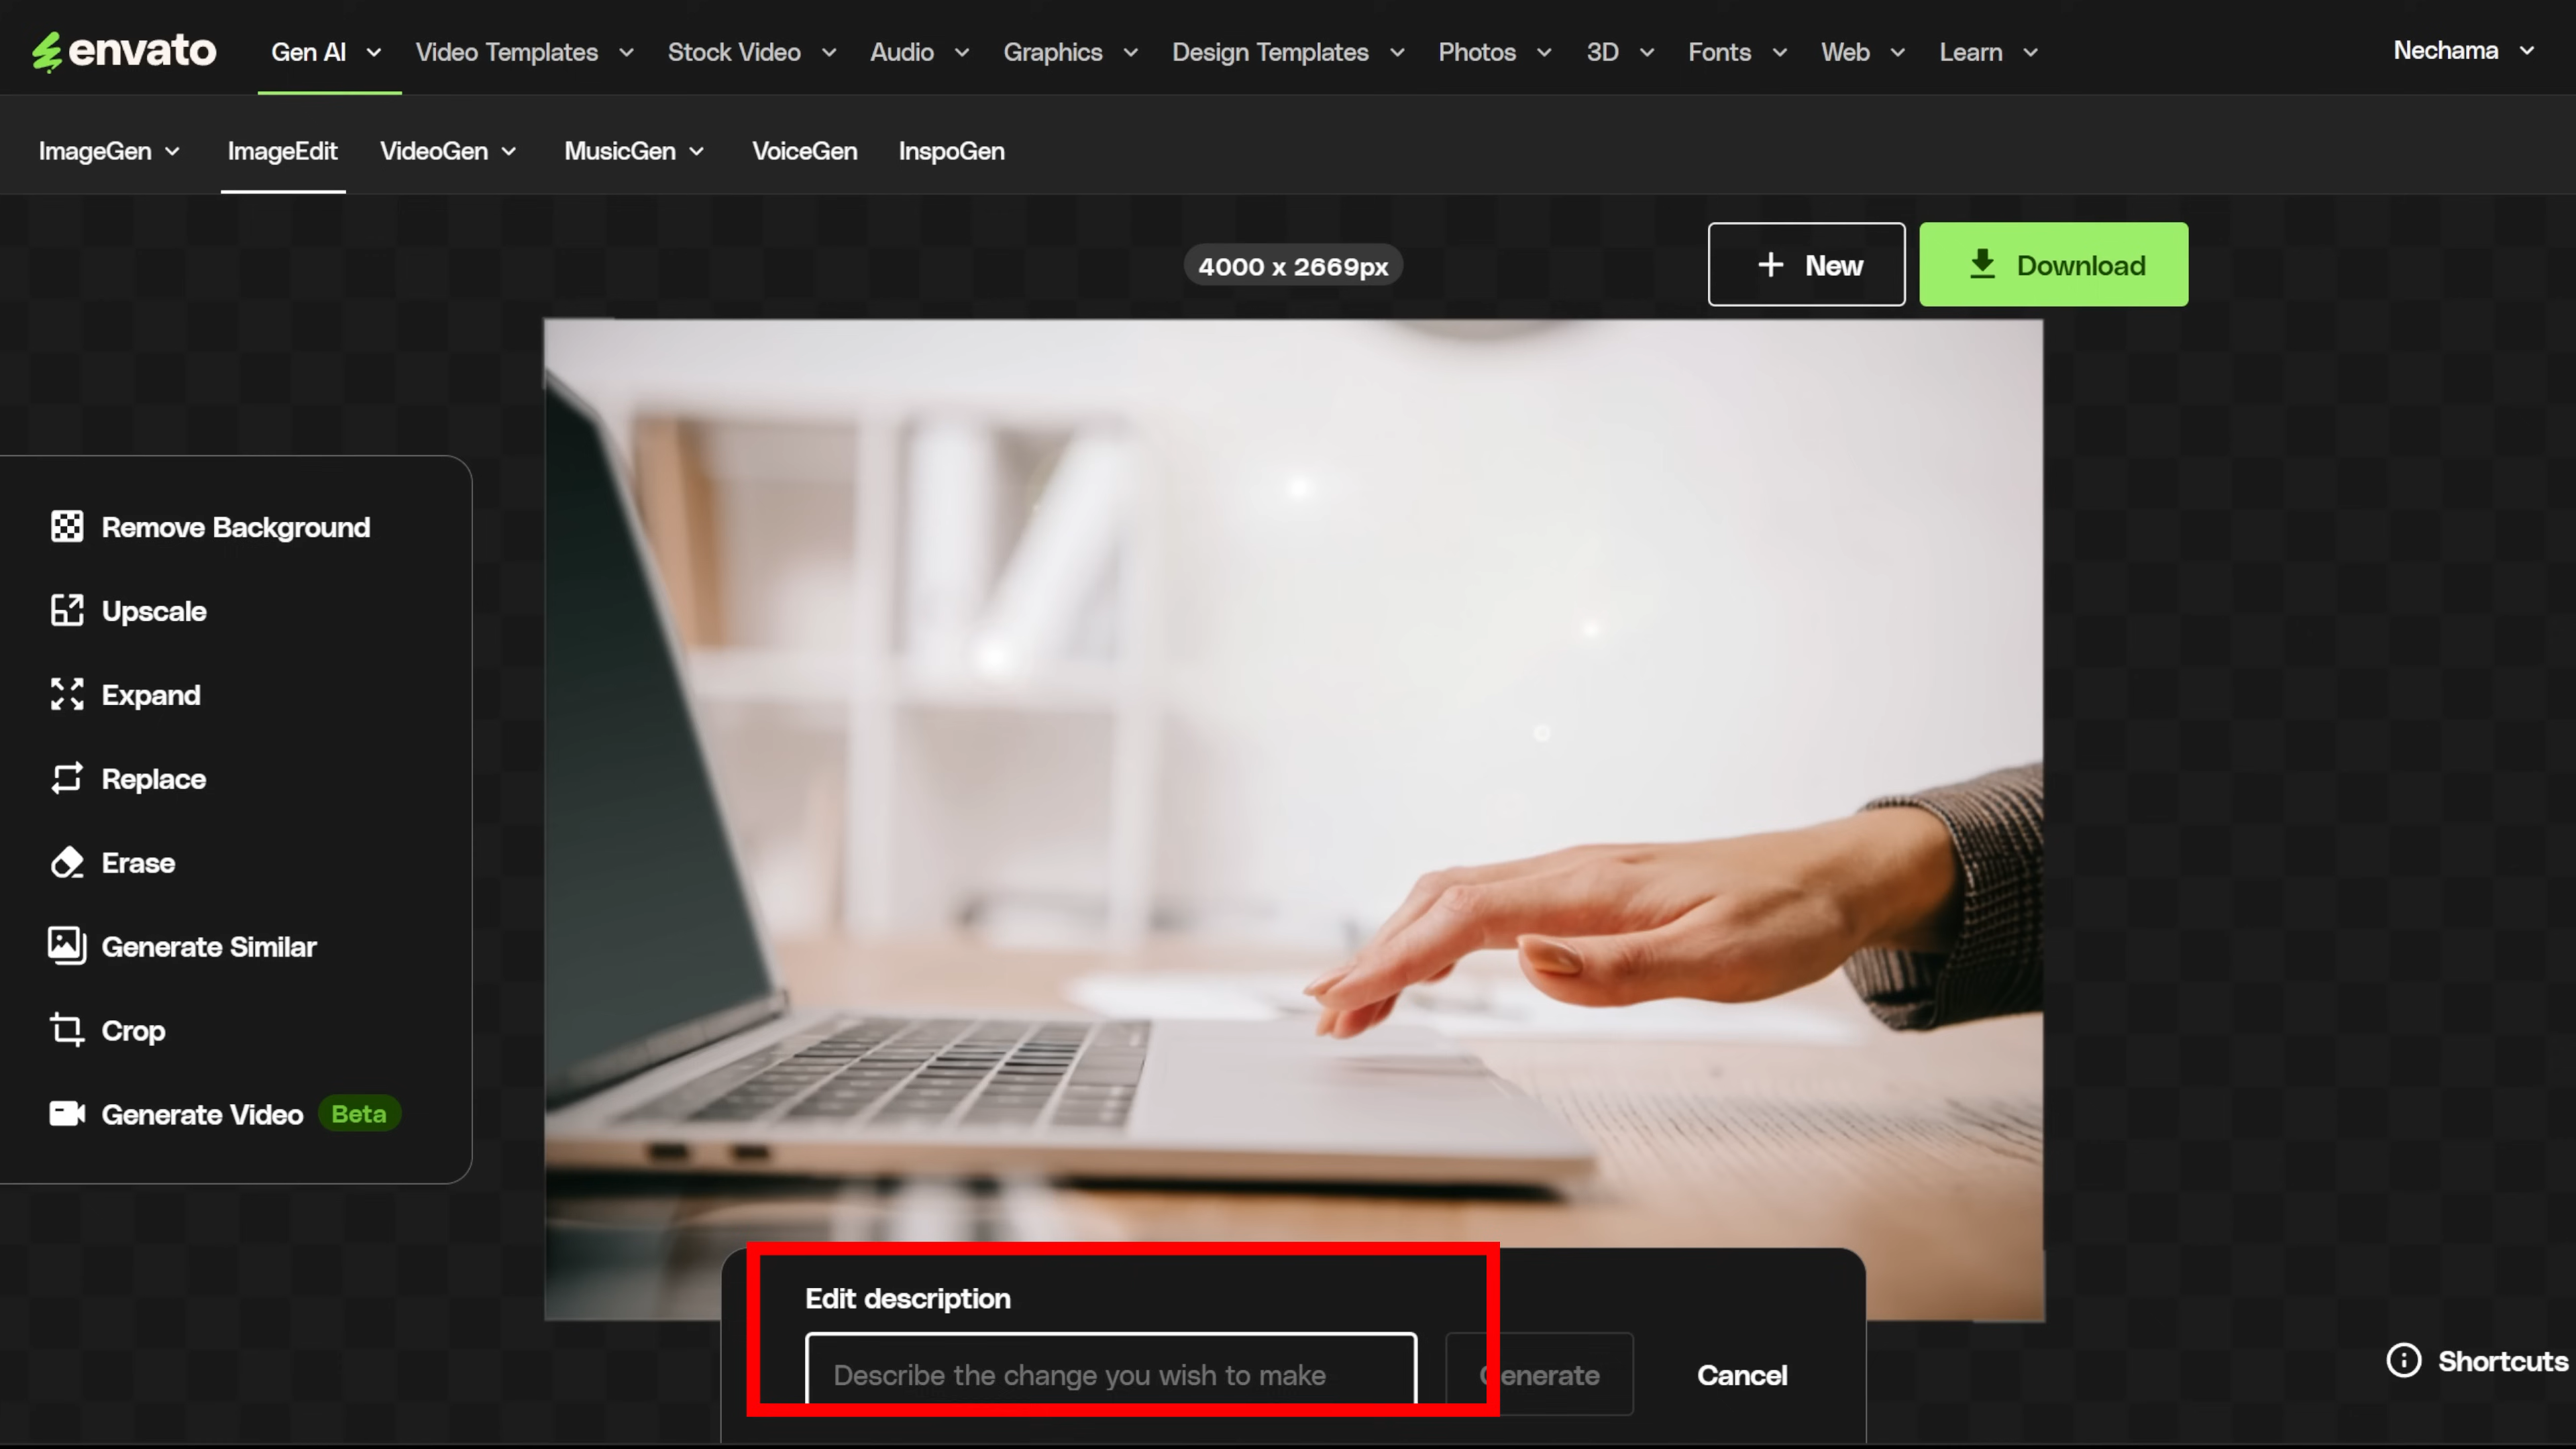 envato
Gen AI Video Templates Stock Video Audio Graphics Design Templates Photos 3D Fonts Web Learn Nechama
ImageGen ImageEdit VideoGen MusicGen VoiceGen InspoGen
4000 x 2669px
+ New
Download
Remove Background
Upscale
Expand
Replace
Erase
Generate Similar
Crop
Generate Video Beta
Edit description
Describe the change you wish to make
Generate
Cancel
Shortcuts